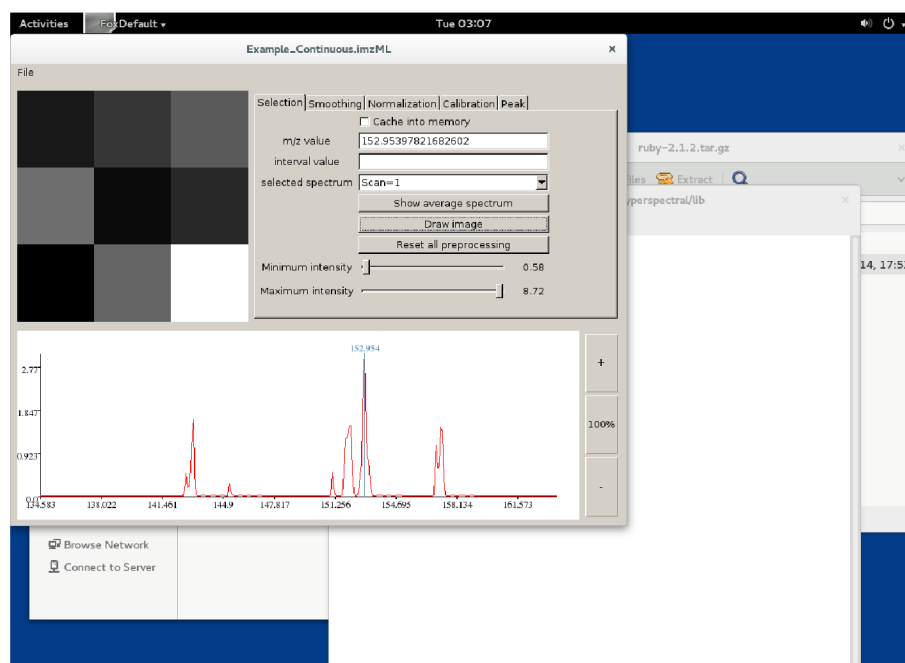 Activities FoxDefault Tue 03:07
Example_Continuous.imzML
File
Selection Smoothing Normalization Calibration Peak
Cache into memory
m/z value 152.95397821682602
interval value
selected spectrum Scan=1
Show average spectrum
Draw image
Reset all preprocessing
Minimum intensity 0.58
Maximum intensity 8.72
ruby-2.1.2.tar.gz
Extract
yperspectral/lib
14, 17:5
152.954
2.77
1.847
0.923
0.0
134.583 138.022 141.461 144.9 147.817 151.256 154.695 158.134 161.573
+
100%
-
Browse Network
Connect to Server